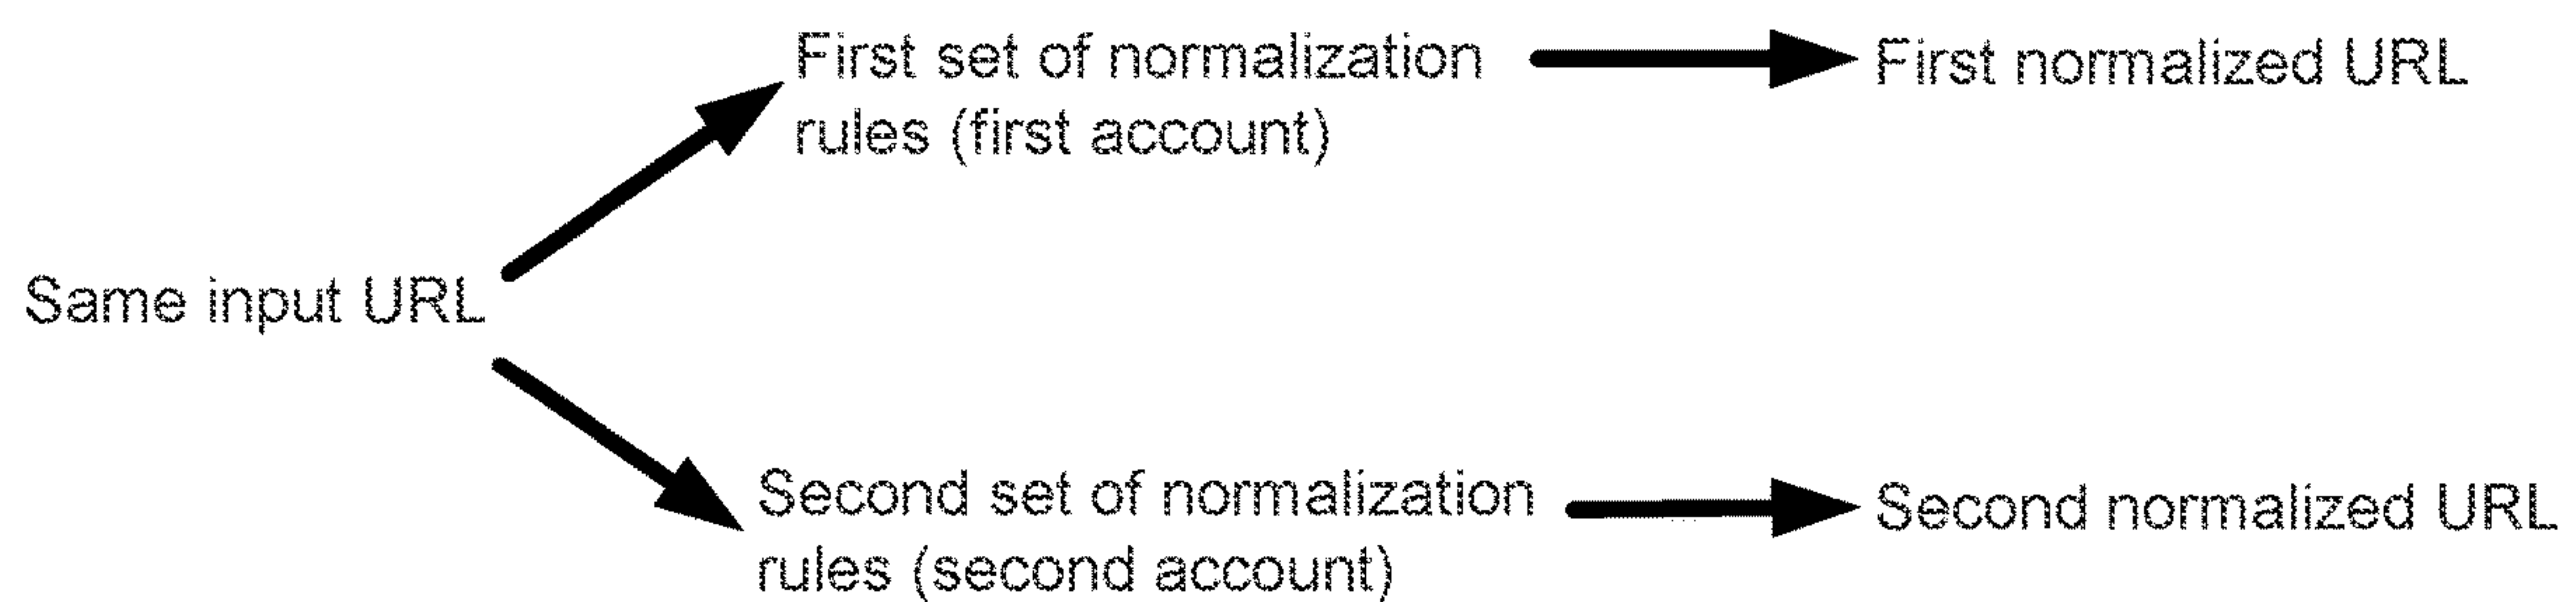 First set of normalization
rules (first account)
First normalized URL
Same input URL
Second set of normalization
rules (second account)
Second normalized URL